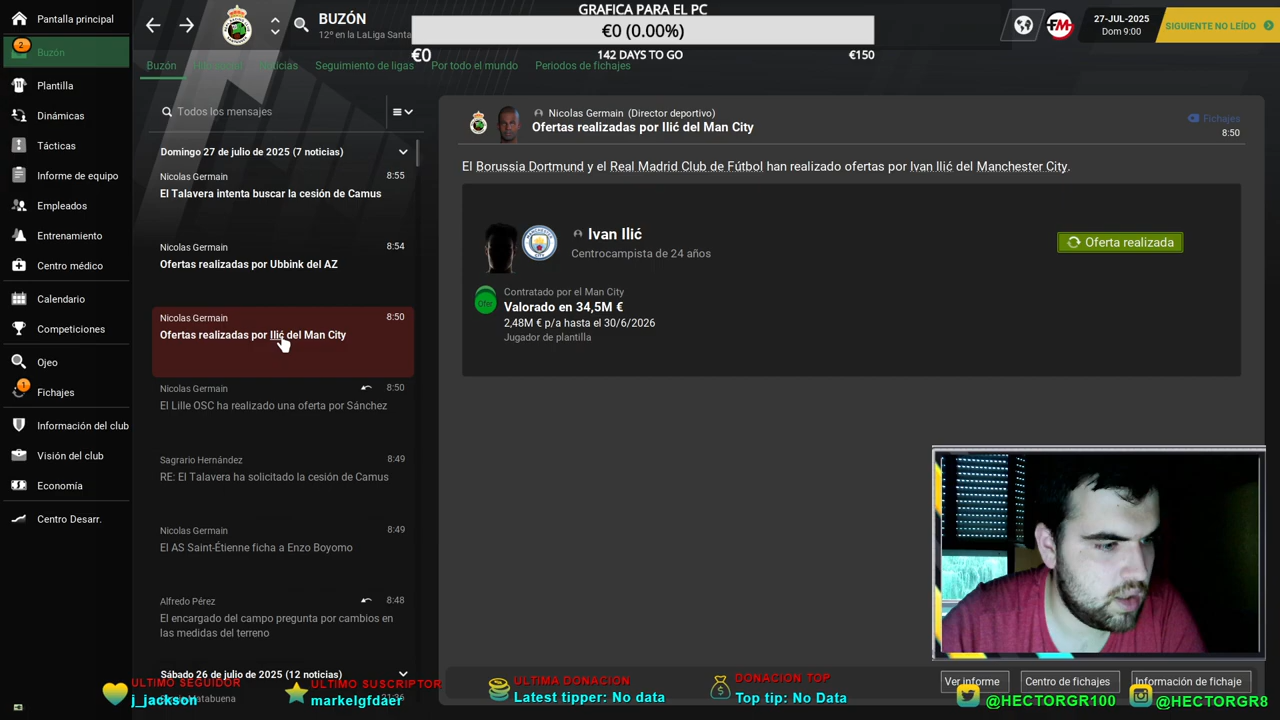 Pantalla principal
2
Buzón
Plantilla
Dinámicas
Tácticas
Informe de equipo
Empleados
Entrenamiento
Centro médico
Calendario
Competiciones
Ojeo
1
Fichajes
Información del club
Visión del club
Economía
Centro Desarr.
BUZÓN
12º en la LaLiga Santa
GRAFICA PARA EL PC
€0 (0.00%)
€0
142 DAYS TO GO
€150
FM
27-JUL-2025
Dom 9:00
SIGUIENTE NO LEÍDO
Buzón
Seguimiento de ligas
Por todo el mundo
Periodos de fichajes
Todos los mensajes
Domingo 27 de julio de 2025 (7 noticias)
Nicolas Germain
8:55
El Talavera intenta buscar la cesión de Camus
Nicolas Germain
8:54
Ofertas realizadas por Ubbink del AZ
Nicolas Germain
8:50
Ofertas realizadas por Ilić del Man City
Nicolas Germain
8:50
El Lille OSC ha realizado una oferta por Sánchez
Sagrario Hernández
8:49
RE: El Talavera ha solicitado la cesión de Camus
Nicolas Germain
8:49
El AS Saint-Étienne ficha a Enzo Boyomo
Alfredo Pérez
8:48
El encargado del campo pregunta por cambios en
las medidas del terreno
Sábado 26 de julio de 2025 (12 noticias)
Nicolas Germain (Director deportivo)
Ofertas realizadas por Ilić del Man City
Fichajes
8:50
El Borussia Dortmund y el Real Madrid Club de Fútbol han realizado ofertas por Ivan Ilić del Manchester City.
Ivan Ilić
Centrocampista de 24 años
Oferta realizada
Ofer
Contratado por el Man City
Valorado en 34,5M €
2,48M € p/a hasta el 30/6/2026
Jugador de plantilla
Ver informe
Centro de fichajes
Información de fichaje
ULTIMO SEGUIDOR
j_jackson
ULTIMO SUSCRIPTOR
markelgfdaer
ULTIMA DONACION
Latest tipper: No data
DONACION TOP
Top tip: No Data
@HECTORGR100
@HECTORGR8